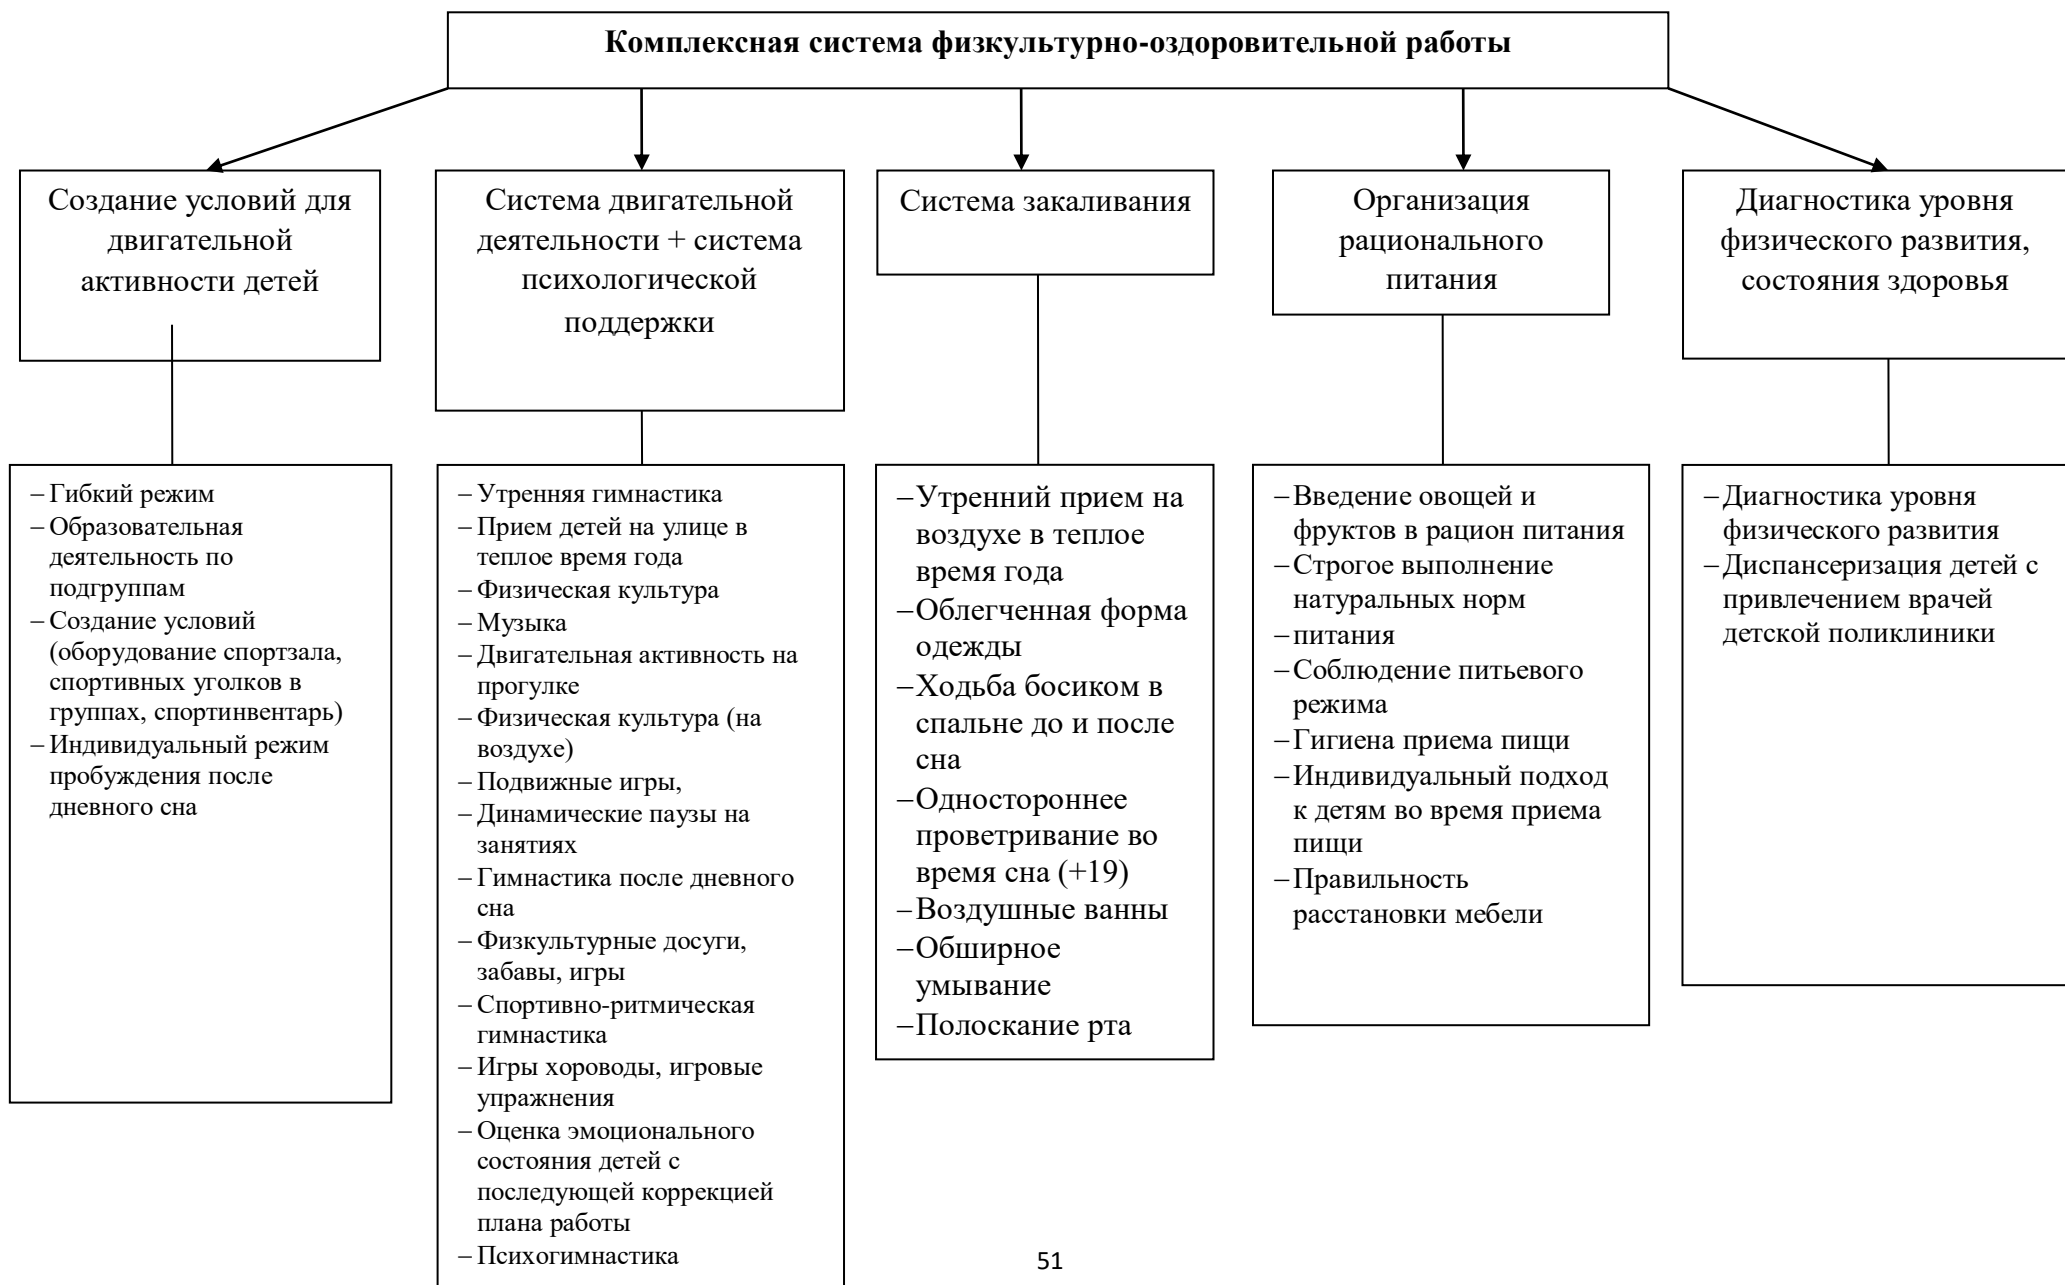 Комплексная система физкультурно-оздоровительной работы
Создание условий для
двигательной
активности детей
Система двигательной
деятельности + система
психологической
поддержки
Система закаливания
Организация
рационального
питания
Диагностика уровня
физического развития,
состояния здоровья
– Гибкий режим
– Образовательная
деятельность по
подгруппам
– Создание условий
(оборудование спортзала,
спортивных уголков в
группах, спортинвентарь)
– Индивидуальный режим
пробуждения после
дневного сна
– Утренняя гимнастика
– Прием детей на улице в
теплое время года
– Физическая культура
– Музыка
– Двигательная активность на
прогулке
– Физическая культура (на
воздухе)
– Подвижные игры,
– Динамические паузы на
занятиях
– Гимнастика после дневного
сна
– Физкультурные досуги,
забавы, игры
– Спортивно-ритмическая
гимнастика
– Игры хороводы, игровые
упражнения
– Оценка эмоционального
состояния детей с
последующей коррекцией
плана работы
– Психогимнастика
– Утренний прием на
воздухе в теплое
время года
– Облегченная форма
одежды
– Ходьба босиком в
спальне до и после
сна
– Одностороннее
проветривание во
время сна (+19)
– Воздушные ванны
– Обширное
умывание
– Полоскание рта
– Введение овощей и
фруктов в рацион питания
– Строгое выполнение
натуральных норм
– питания
– Соблюдение питьевого
режима
– Гигиена приема пищи
– Индивидуальный подход
к детям во время приема
пищи
– Правильность
расстановки мебели
– Диагностика уровня
физического развития
– Диспансеризация детей с
привлечением врачей
детской поликлиники
51